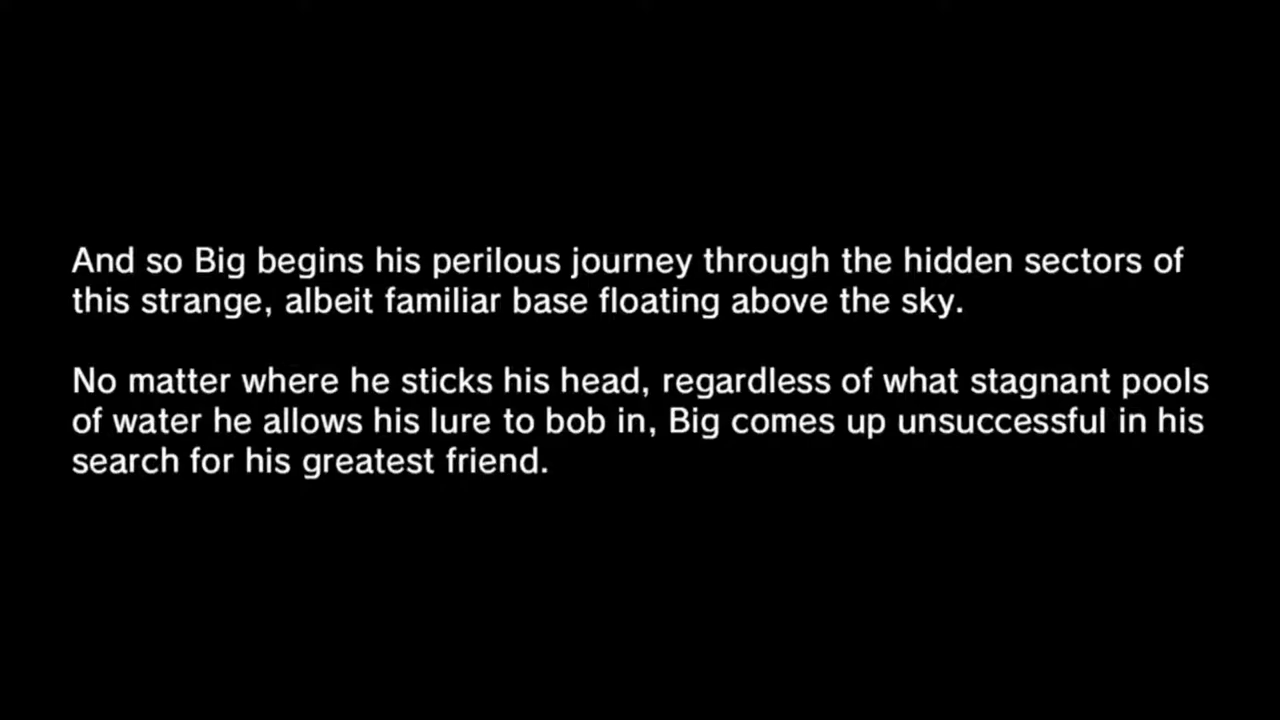 And so Big begins his perilous journey through the hidden sectors of
this strange, albeit familiar base floating above the sky.
No matter where he sticks his head, regardless of what stagnant pools
of water he allows his lure to bob in, Big comes up unsuccessful in his
search for his greatest friend.